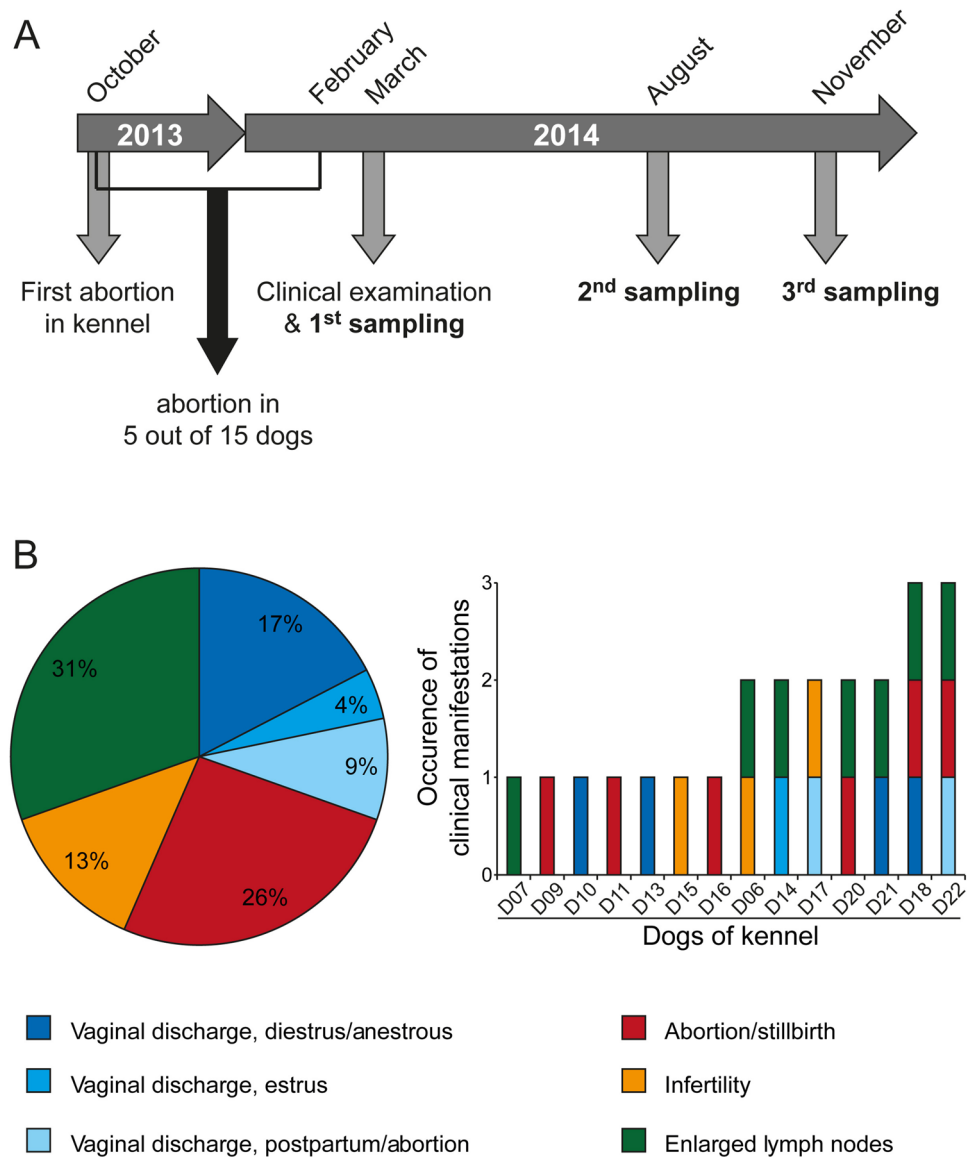 A
October
February
March
August
November
2013
2014
First abortion
in kennel
Clinical examination
& 1st sampling
2nd sampling
3rd sampling
abortion in
5 out of 15 dogs
B
17%
4%
9%
26%
13%
31%
Occurence of
clinical manifestations
3
2
1
0
D07
D09
D10
D11
D13
D15
D16
D06
D14
D17
D20
D21
D18
D22
Dogs of kennel
Vaginal discharge, diestrus/anestrous
Vaginal discharge, estrus
Vaginal discharge, postpartum/abortion
Abortion/stillbirth
Infertility
Enlarged lymph nodes